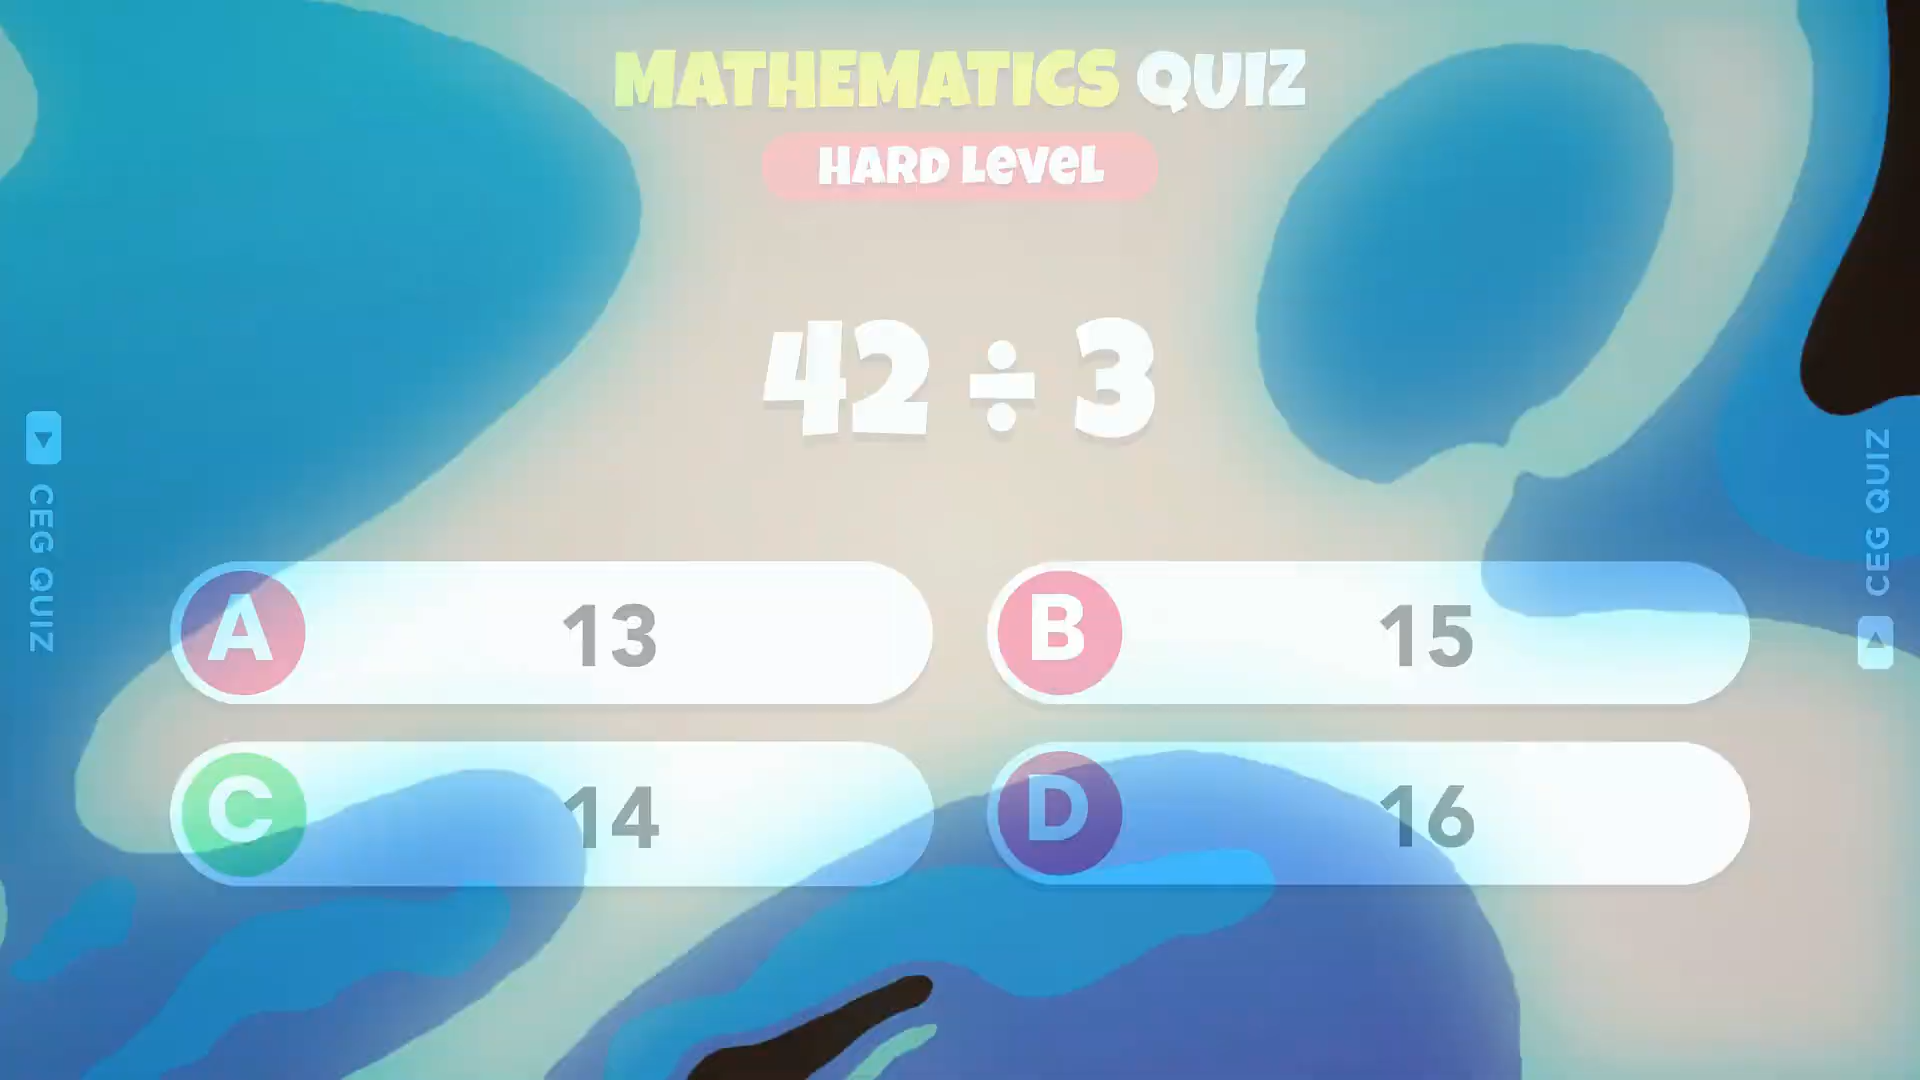 MATHEMATICS QUIZ
HARD LEVEL
42 ÷ 3
A 13
B 15
C 14
D 16
CEG QUIZ
CEG QUIZ